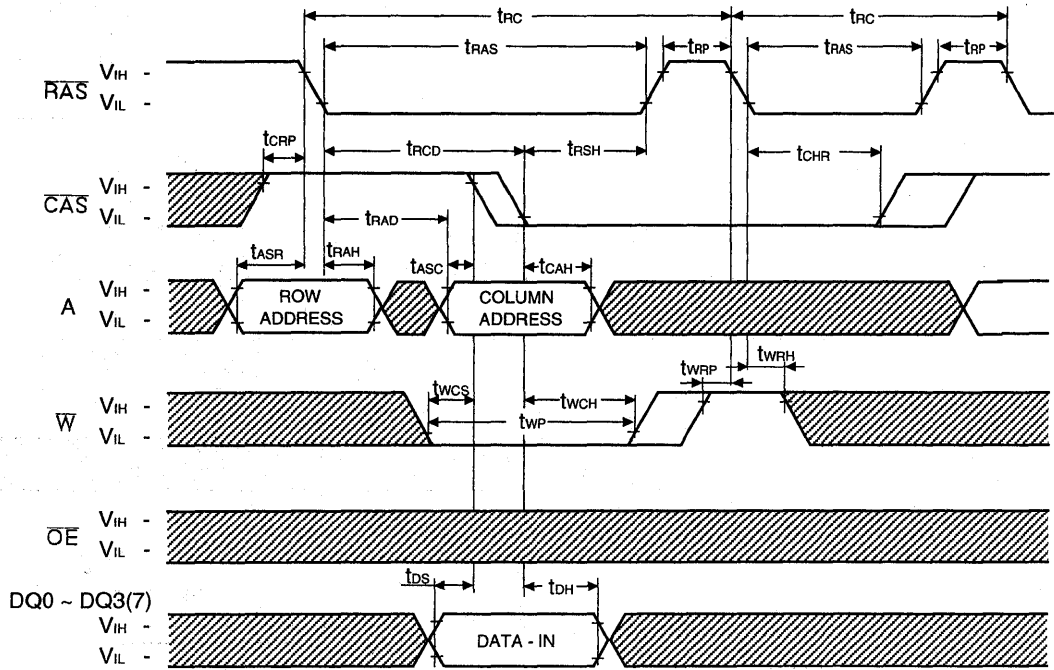 tRC tRC
tRAS tRP tRAS tRP
RAS VIH -
VIL -
tCRP tRCD tRSH tCHR
CAS VIH -
VIL -
tRAD
tASR tRAH tASC tCAH
A VIH -
VIL -
ROW
ADDRESS
COLUMN
ADDRESS
tWRP tWRH
tWCS tWCH
W VIH -
VIL -
tWP
OE VIH -
VIL -
tDS tDH
DQ0 ~ DQ3(7)
VIH -
VIL -
DATA - IN